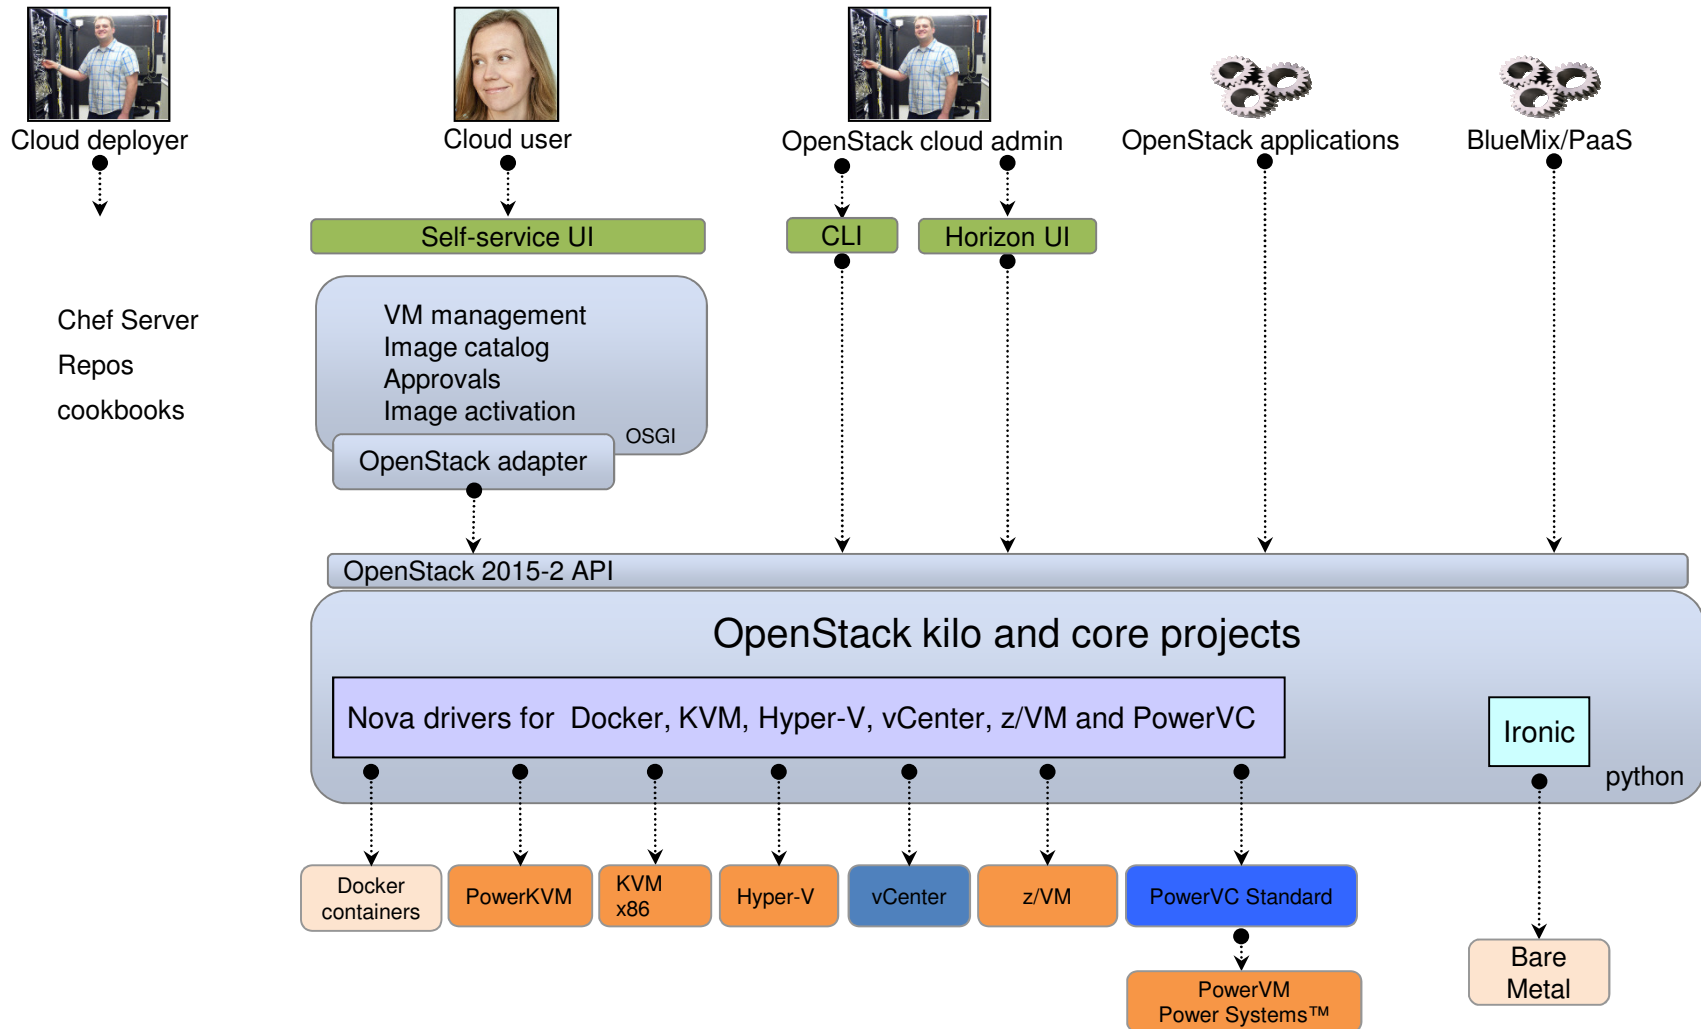 Cloud deployer
Cloud user
OpenStack cloud admin
OpenStack applications
BlueMix/PaaS
Self-service UI
CLI
Horizon UI
Chef Server
Repos
cookbooks
VM management
Image catalog
Approvals
Image activation
OSGI
OpenStack adapter
OpenStack 2015-2 API
OpenStack kilo and core projects
Nova drivers for Docker, KVM, Hyper-V, vCenter, z/VM and PowerVC
Ironic
python
Docker
containers
PowerKVM
KVM
x86
Hyper-V
vCenter
z/VM
PowerVC Standard
Bare
Metal
PowerVM
Power Systems™